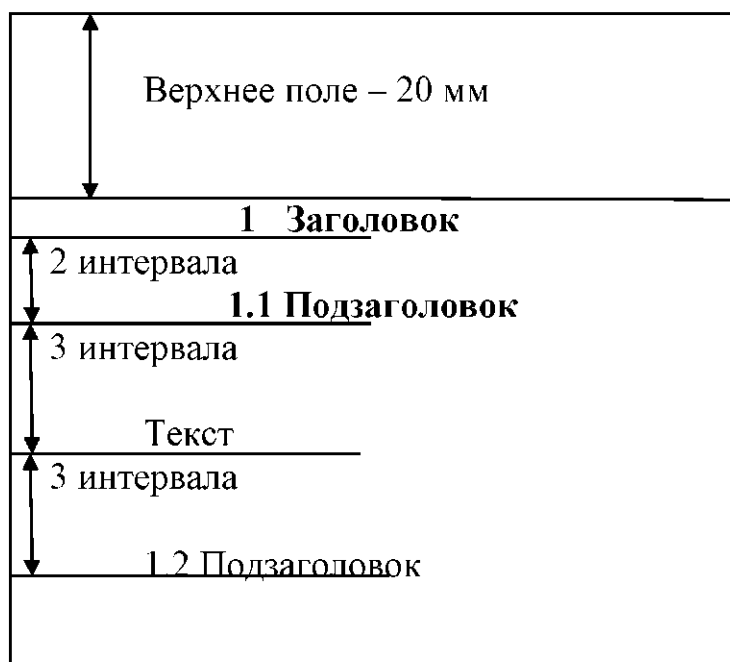 Верхнее поле – 20 мм
1 Заголовок
2 интервала
1.1 Подзаголовок
3 интервала
Текст
3 интервала
1.2 Подзаголовок